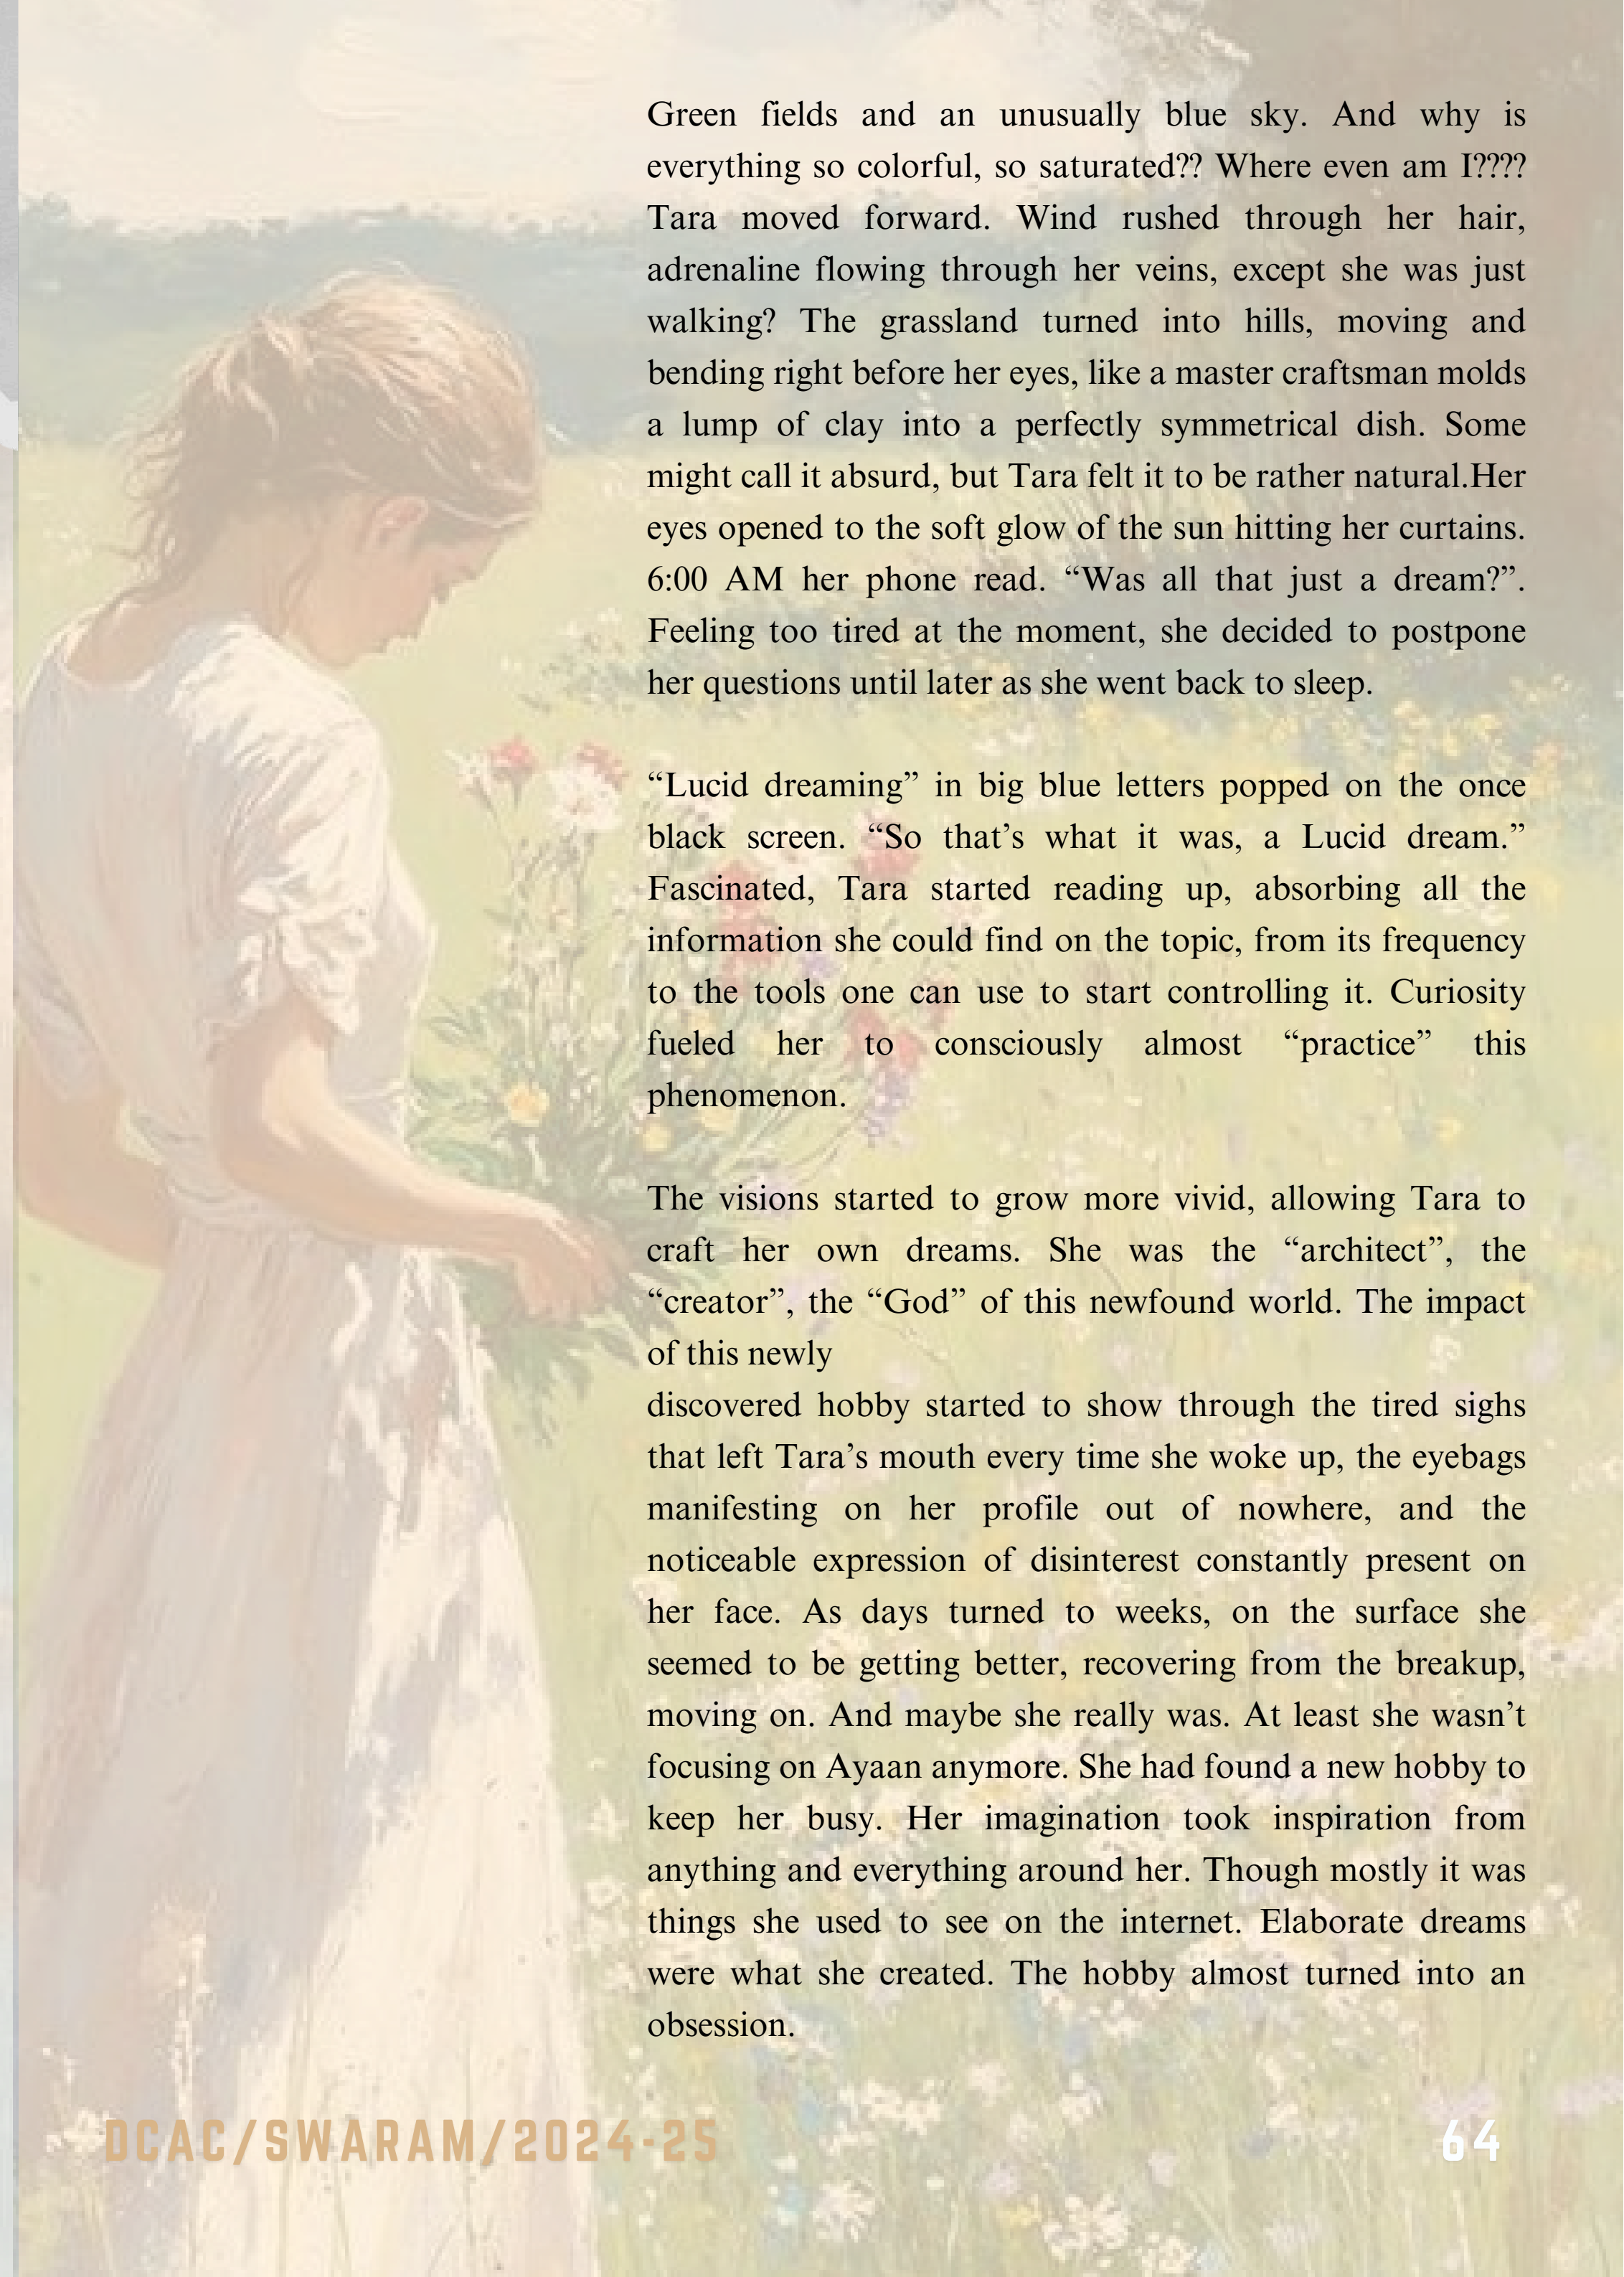 Green fields and an unusually blue sky. And why is
everything so colorful, so saturated?? Where even am I????
Tara moved forward. Wind rushed through her hair,
adrenaline flowing through her veins, except she was just
walking? The grassland turned into hills, moving and
bending right before her eyes, like a master craftsman molds
a lump of clay into a perfectly symmetrical dish. Some
might call it absurd, but Tara felt it to be rather natural.Her
eyes opened to the soft glow of the sun hitting her curtains.
6:00 AM her phone read. “Was all that just a dream?”.
Feeling too tired at the moment, she decided to postpone
her questions until later as she went back to sleep.
“Lucid dreaming” in big blue letters popped on the once
black screen. “So that’s what it was, a Lucid dream.”
Fascinated, Tara started reading up, absorbing all the
information she could find on the topic, from its frequency
to the tools one can use to start controlling it. Curiosity
fueled her to consciously almost “practice” this
phenomenon.
The visions started to grow more vivid, allowing Tara to
craft her own dreams. She was the “architect”, the
“creator”, the “God” of this newfound world. The impact
of this newly
discovered hobby started to show through the tired sighs
that left Tara’s mouth every time she woke up, the eyebags
manifesting on her profile out of nowhere, and the
noticeable expression of disinterest constantly present on
her face. As days turned to weeks, on the surface she
seemed to be getting better, recovering from the breakup,
moving on. And maybe she really was. At least she wasn’t
focusing on Ayaan anymore. She had found a new hobby to
keep her busy. Her imagination took inspiration from
anything and everything around her. Though mostly it was
things she used to see on the internet. Elaborate dreams
were what she created. The hobby almost turned into an
obsession.
DCAC/SWARAM/2024-25
64